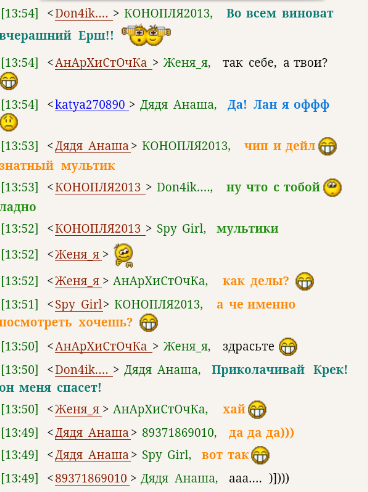 [13:54] <Don4ik.... > КОНОПЛЯ2013, Во всем виноват
вчерашний Ерш!!
[13:54] <АнАрХиСтОчКа > Женя_я, так себе, а твои?
[13:54] <katya270890 > Дядя Анаша, Да! Лан я оффф
[13:53] <Дядя Анаша> КОНОПЛЯ2013, чип и дейл
знатный мультик
[13:53] <КОНОПЛЯ2013 > Don4ik...., ну что с тобой
ладно
[13:52] <КОНОПЛЯ2013 > Spy Girl, мультики
[13:52] <Женя_я >
[13:52] <Женя_я > АнАрХиСтОчКа, как делы?
[13:51] <Spy Girl> КОНОПЛЯ2013, а че именно
посмотреть хочешь?
[13:50] <АнАрХиСтОчКа > Женя_я, здрасьте
[13:50] <Don4ik.... > Дядя Анаша, Приколачивай Крек!
он меня спасет!
[13:50] <Женя_я > АнАрХиСтОчКа, хай
[13:49] <Дядя Анаша> 89371869010, да да да)))
[13:49] <Дядя Анаша> Spy Girl, вот так
[13:49] <89371869010 > Дядя Анаша, ааа.... )])))